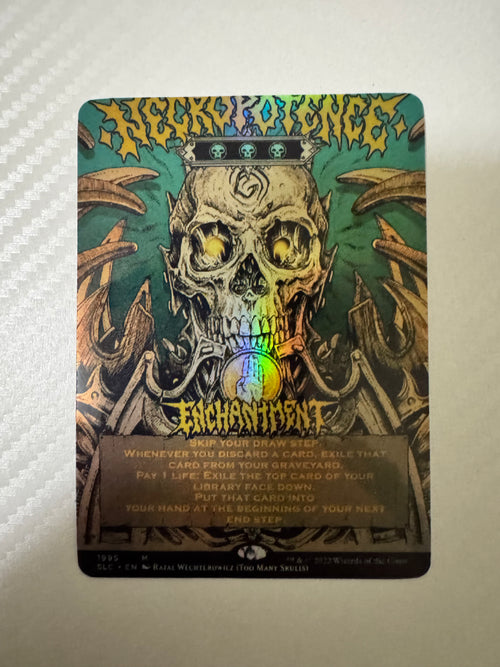 NECROPOTENCE
ENCHANTMENT
SKIP YOUR DRAW STEP.
WHENEVER YOU DISCARD A CARD, EXILE THAT
CARD FROM YOUR GRAVEYARD.
PAY 1 LIFE: EXILE THE TOP CARD OF YOUR
LIBRARY FACE DOWN.
PUT THAT CARD INTO
YOUR HAND AT THE BEGINNING OF YOUR NEXT
END STEP.
1995 M
SLC • EN RAFAL WECHTEROWICZ (TOO MANY SKULLS)
™ & © 2022 Wizards of the Coast